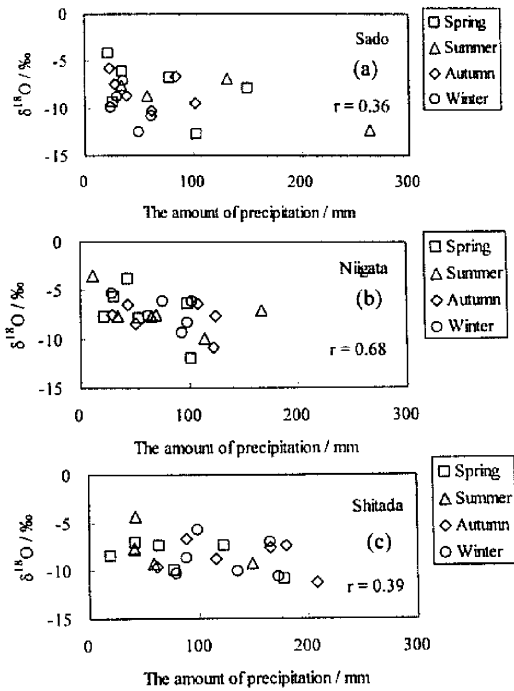 0
-5
-10
-15
δ18O / ‰
Sado
(a)
r = 0.36
Spring
Summer
Autumn
Winter
0 100 200 300
The amount of precipitation / mm
0
-5
-10
-15
δ18O / ‰
Niigata
(b)
r = 0.68
Spring
Summer
Autumn
Winter
0 100 200 300
The amount of precipitation / mm
0
-5
-10
-15
δ18O / ‰
Shitada
(c)
r = 0.39
Spring
Summer
Autumn
Winter
0 100 200 300
The amount of precipitation / mm